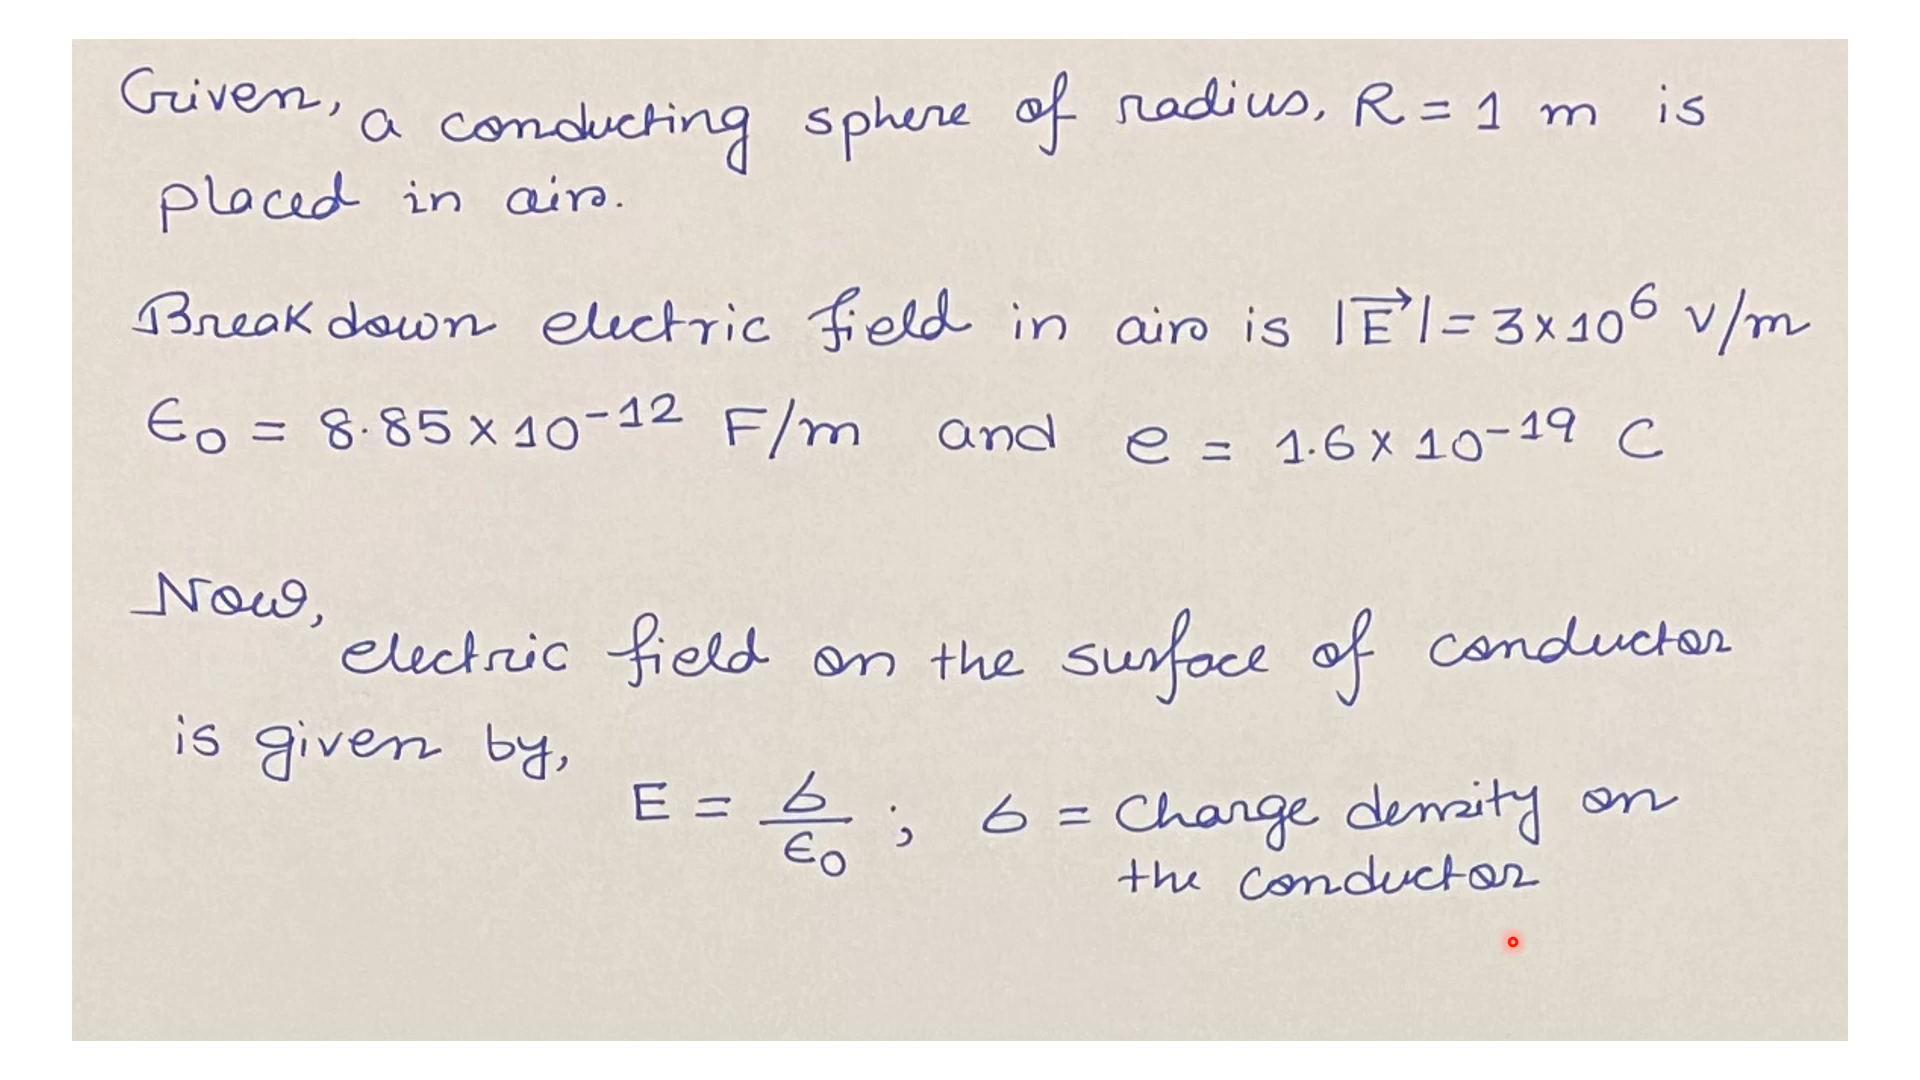 Given, a conducting sphere of radius, R = 1 m is
placed in air.
Breakdown electric field in air is |E⃗| = 3×10⁶ V/m
ϵ₀ = 8.85×10⁻¹² F/m and e = 1.6×10⁻¹⁹ C
Now,
electric field on the surface of conductor
is given by,
E = σ/ϵ₀ ; σ = Charge density on
the conductor